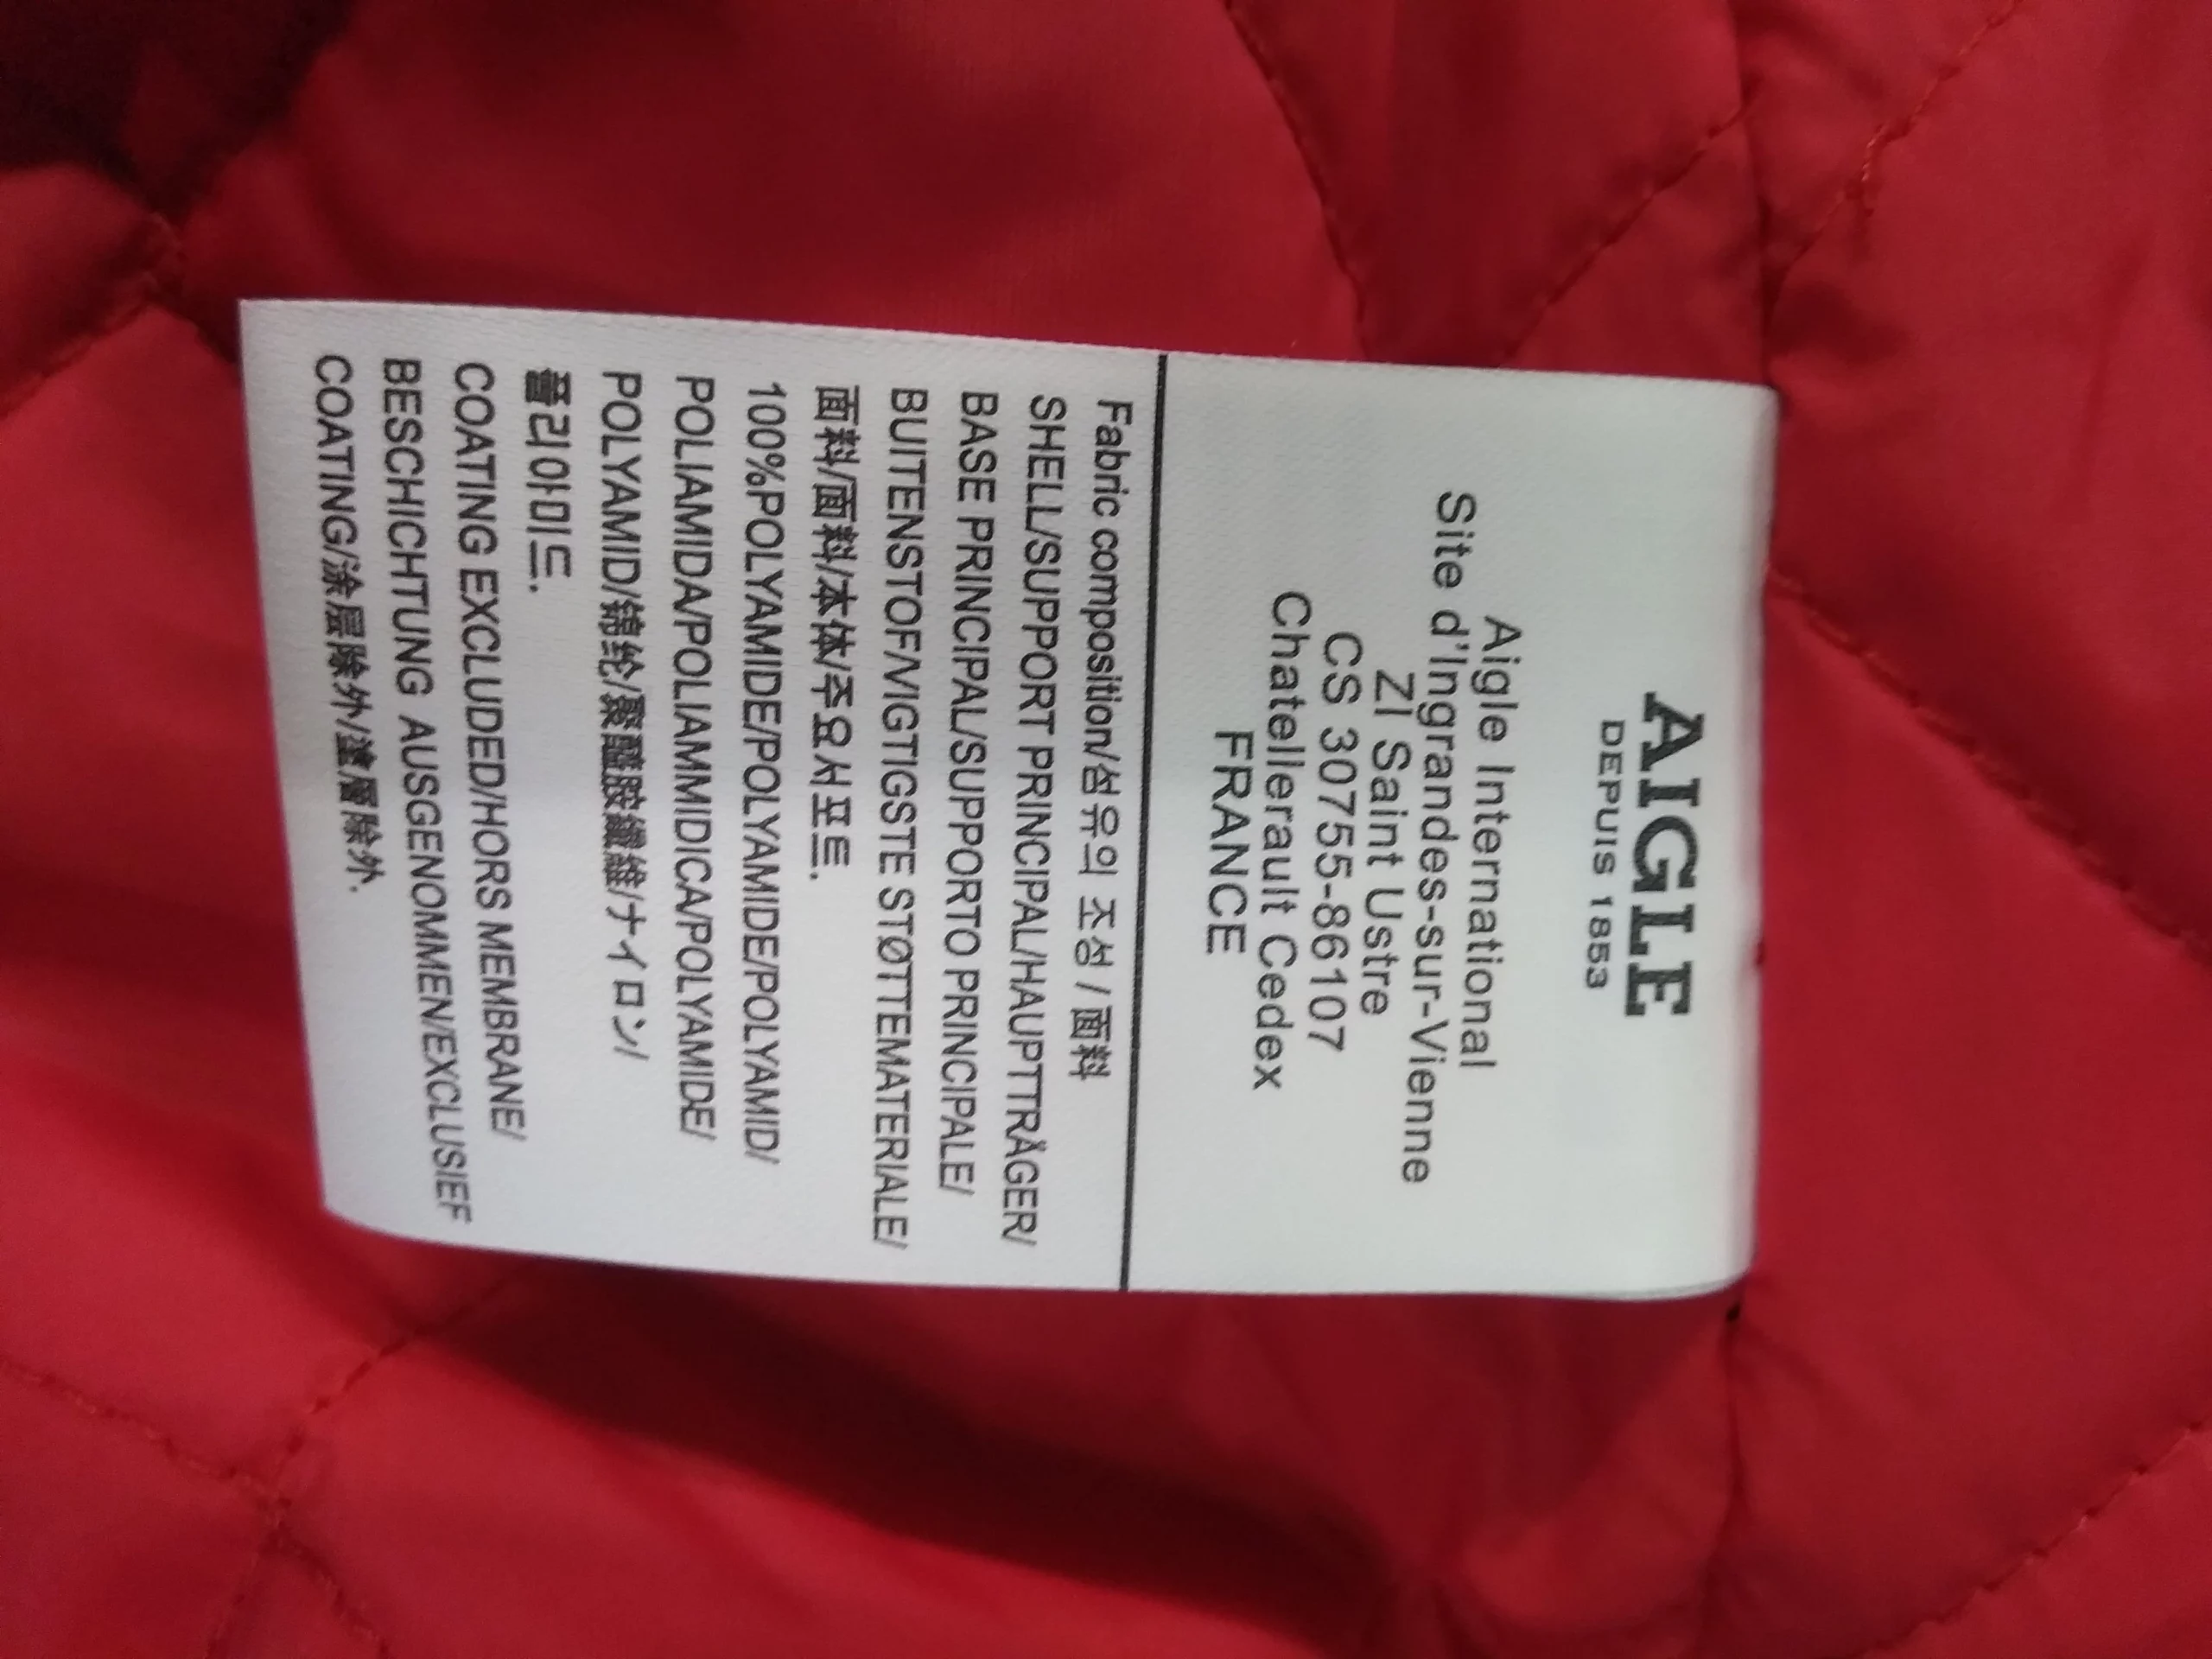 AIGLE
DEPUIS 1853
Aigle International
Site d'Ingrandes-sur-Vienne
ZI Saint Ustre
CS 30755-86107
Chatellerault Cedex
FRANCE
Fabric composition/섬유의 조성 / 面料
SHELL/SUPPORT PRINCIPAL/HAUPTTRÄGER/
BASE PRINCIPAL/SUPPORTO PRINCIPALE/
BUITENSTOF/VIGTIGSTE STØTTEMATERIALE/
面料/面料/本体/주요서포트.
100%POLYAMIDE/POLYAMIDE/POLYAMID/
POLIAMIDA/POLIAMMIDICA/POLYAMIDE/
POLYAMID/锦纶/聚醯胺纖維/ナイロン/
폴리아미드.
COATING EXCLUDED/HORS MEMBRANE/
BESCHICHTUNG AUSGENOMMEN/EXCLUSIEF
COATING/涂层除外/塗層除外.